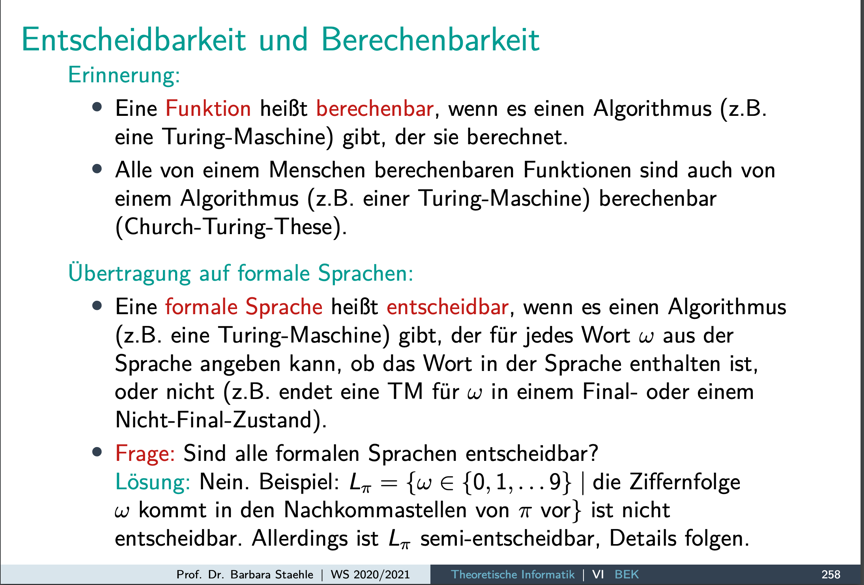 Entscheidbarkeit und Berechenbarkeit
Erinnerung:
• Eine Funktion heißt berechenbar, wenn es einen Algorithmus (z.B.
eine Turing-Maschine) gibt, der sie berechnet.
• Alle von einem Menschen berechenbaren Funktionen sind auch von
einem Algorithmus (z.B. einer Turing-Maschine) berechenbar
(Church-Turing-These).
Übertragung auf formale Sprachen:
• Eine formale Sprache heißt entscheidbar, wenn es einen Algorithmus
(z.B. eine Turing-Maschine) gibt, der für jedes Wort ω aus der
Sprache angeben kann, ob das Wort in der Sprache enthalten ist,
oder nicht (z.B. endet eine TM für ω in einem Final- oder einem
Nicht-Final-Zustand).
• Frage: Sind alle formalen Sprachen entscheidbar?
Lösung: Nein. Beispiel: Lπ = {ω ∈ {0, 1, . . . 9} | die Ziffernfolge
ω kommt in den Nachkommastellen von π vor} ist nicht
entscheidbar. Allerdings ist Lπ semi-entscheidbar, Details folgen.
Prof. Dr. Barbara Staehle | WS 2020/2021 Theoretische Informatik | VI BEK 258